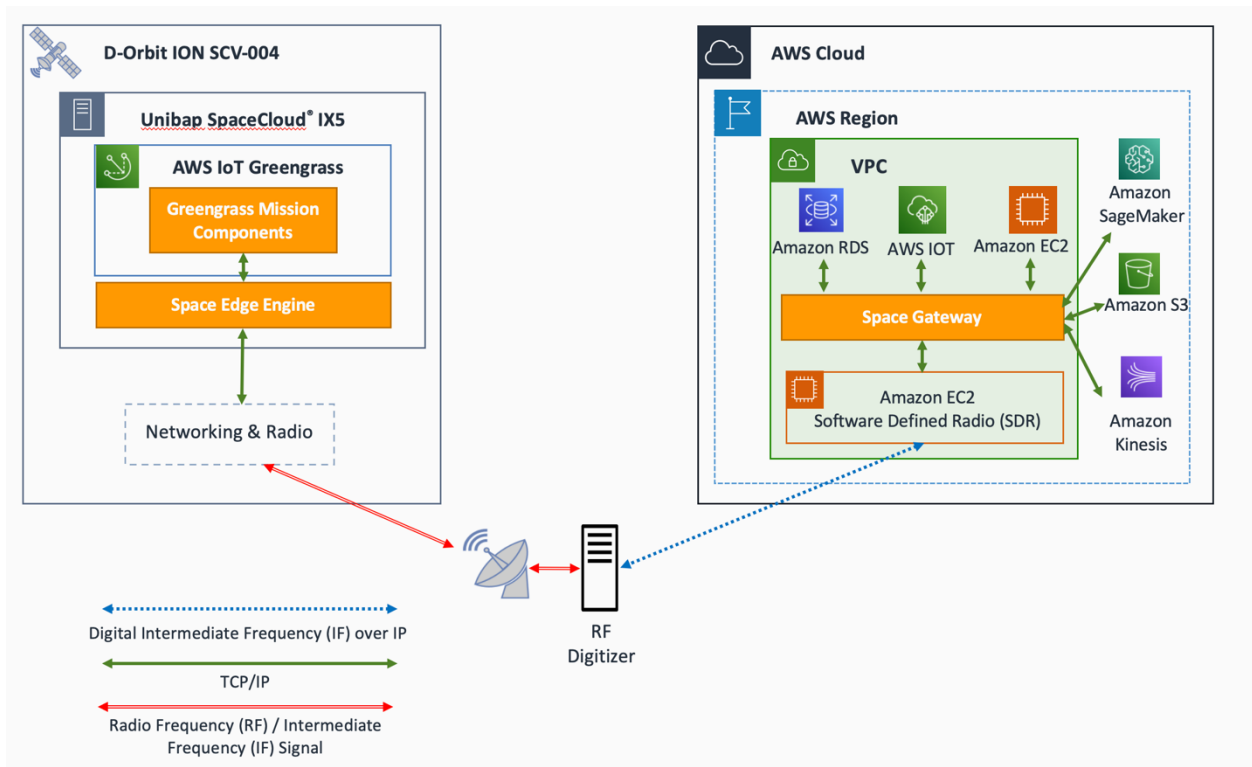 D-Orbit ION SCV-004
Unibap SpaceCloud® IX5
AWS IoT Greengrass
Greengrass Mission
Components
Space Edge Engine
Networking & Radio
AWS Cloud
AWS Region
VPC
Amazon RDS
AWS IOT
Amazon EC2
Amazon
SageMaker
Amazon S3
Space Gateway
Amazon
Kinesis
Amazon EC2
Software Defined Radio (SDR)
RF
Digitizer
Digital Intermediate Frequency (IF) over IP
TCP/IP
Radio Frequency (RF) / Intermediate
Frequency (IF) Signal